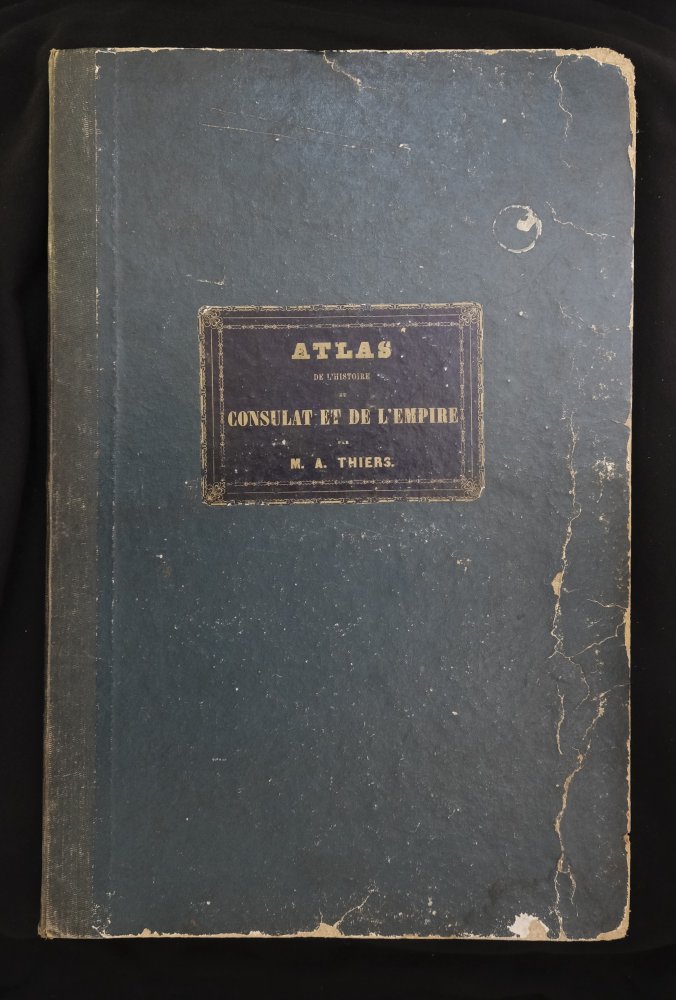 ATLAS
DE L'HISTOIRE
DU
CONSULAT ET DE L'EMPIRE
PAR
M. A. THIERS.